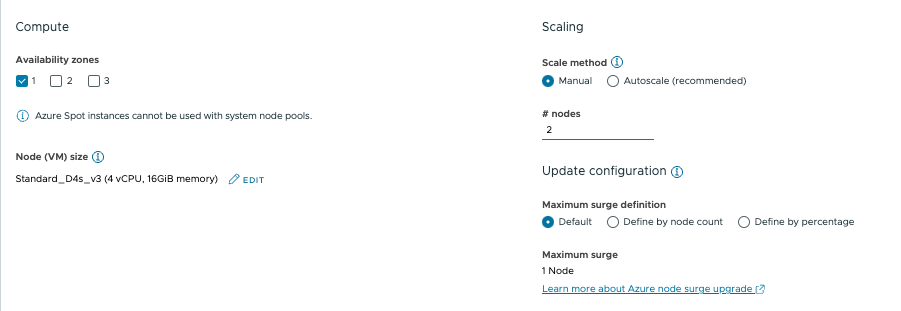 Compute
Availability zones
1 2 3
Azure Spot instances cannot be used with system node pools.
Node (VM) size
Standard_D4s_v3 (4 vCPU, 16GiB memory) EDIT
Scaling
Scale method
Manual Autoscale (recommended)
# nodes
2
Update configuration
Maximum surge definition
Default Define by node count Define by percentage
Maximum surge
1 Node
Learn more about Azure node surge upgrade